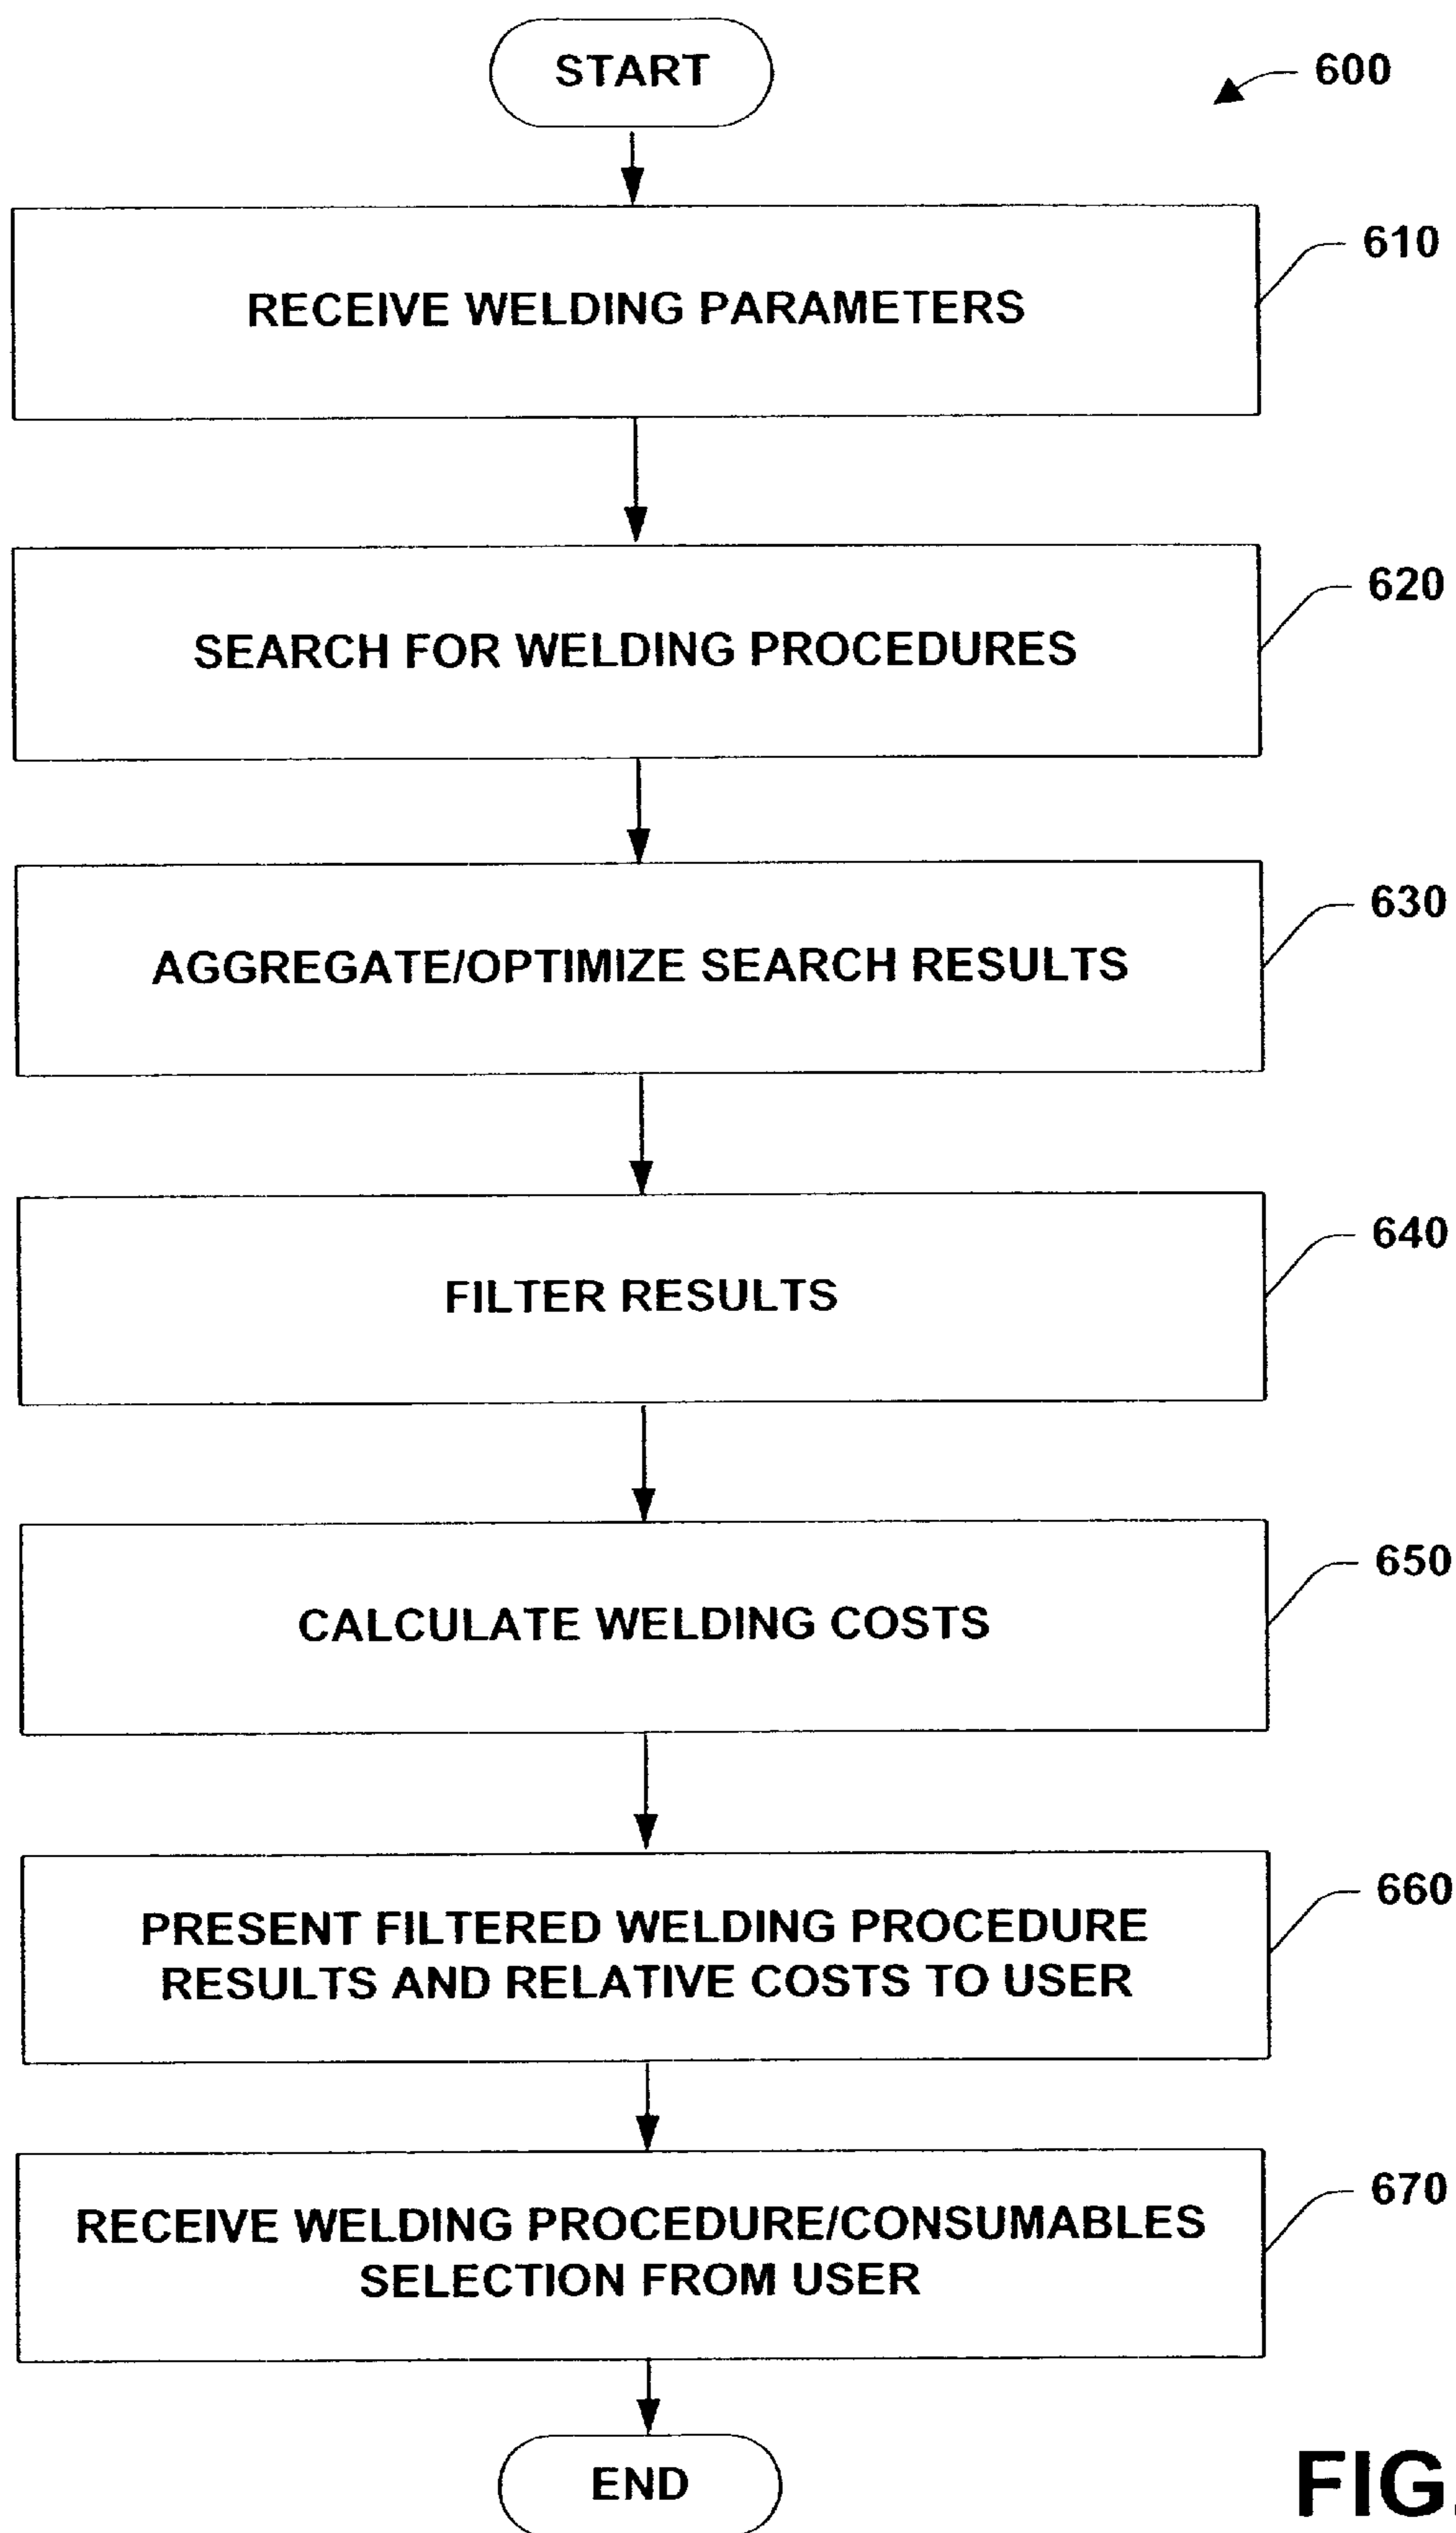 START
600
610
RECEIVE WELDING PARAMETERS
620
SEARCH FOR WELDING PROCEDURES
630
AGGREGATE/OPTIMIZE SEARCH RESULTS
640
FILTER RESULTS
650
CALCULATE WELDING COSTS
660
PRESENT FILTERED WELDING PROCEDURE
RESULTS AND RELATIVE COSTS TO USER
670
RECEIVE WELDING PROCEDURE/CONSUMABLES
SELECTION FROM USER
END
FIG.